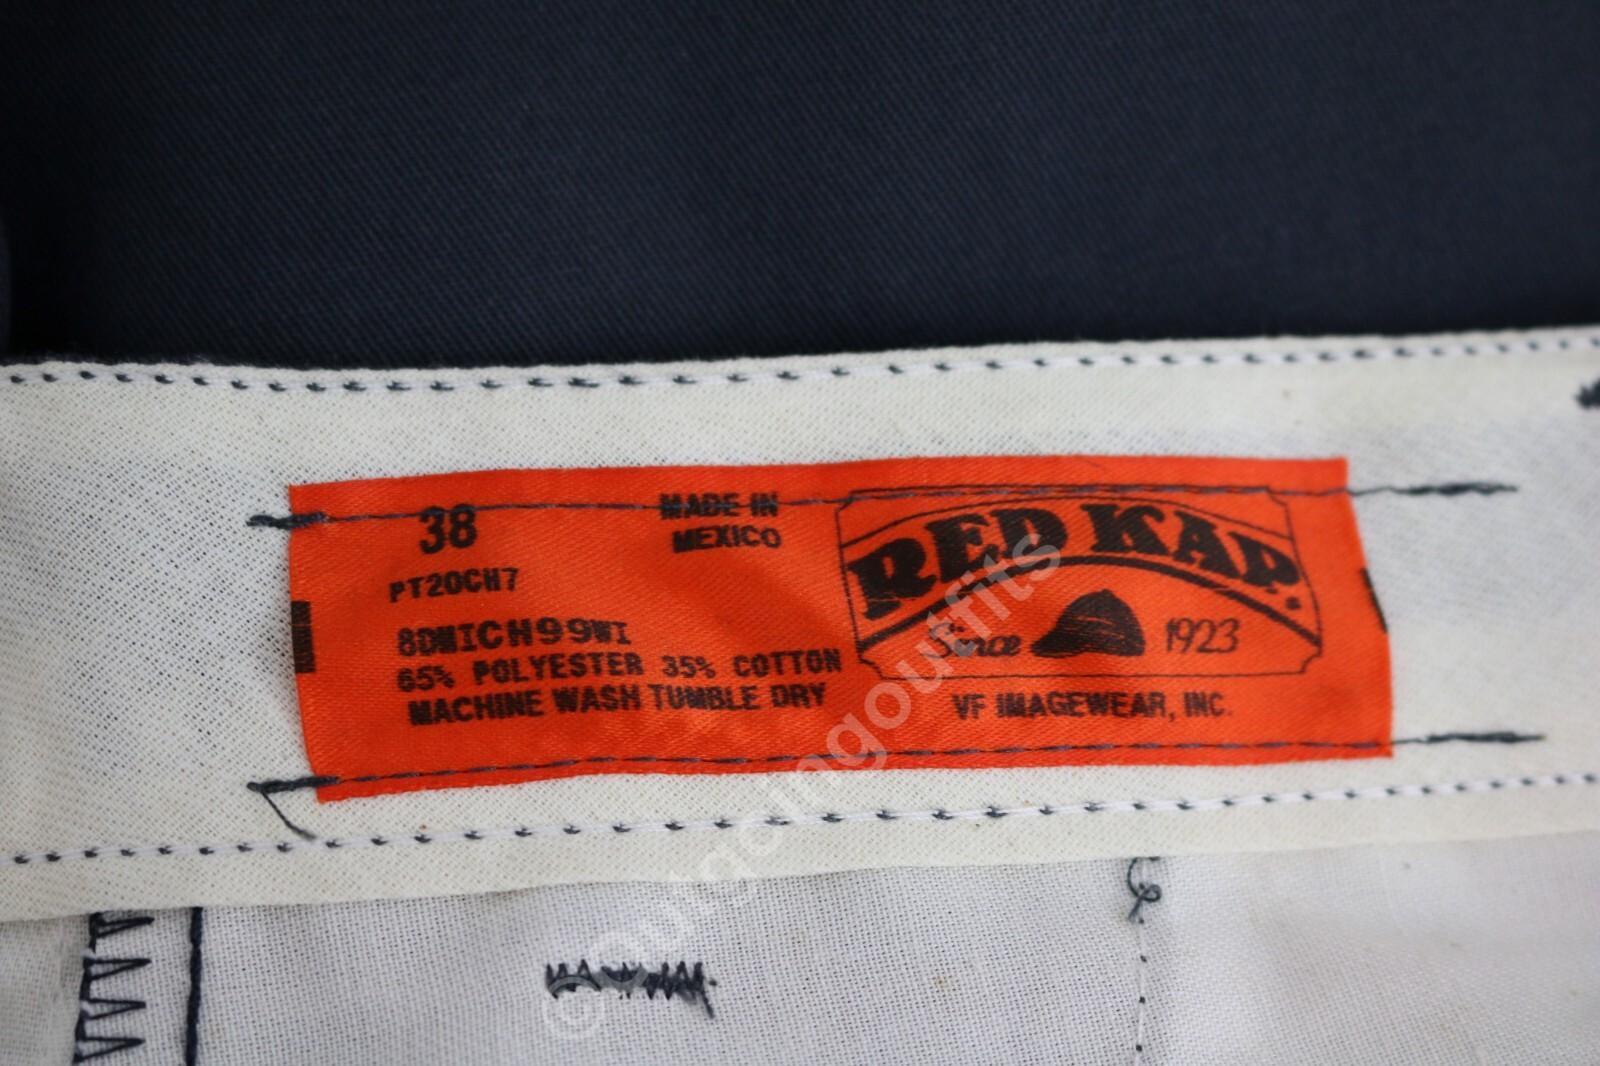 38
MADE IN
MEXICO
PT20CH7
8DMICH99WI
65% POLYESTER 35% COTTON
MACHINE WASH TUMBLE DRY
RED KAP
Since 1923
VF IMAGEWEAR, INC.
©Outgoingoutfits